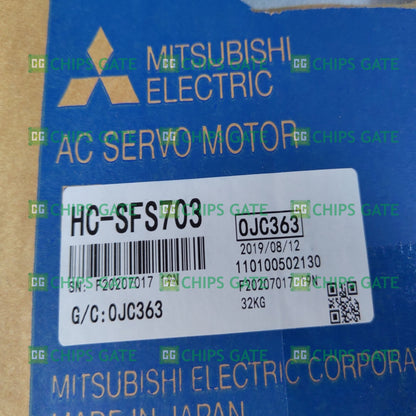 MITSUBISHI
ELECTRIC
AC SERVO MOTOR
HC-SFS703
0JC363
2019/08/12
110100502130
SN: F20207017
F20207017
G/C:0JC363
32KG
MITSUBISHI ELECTRIC CORPORA
MADE IN JAPAN
CHIPS GATE